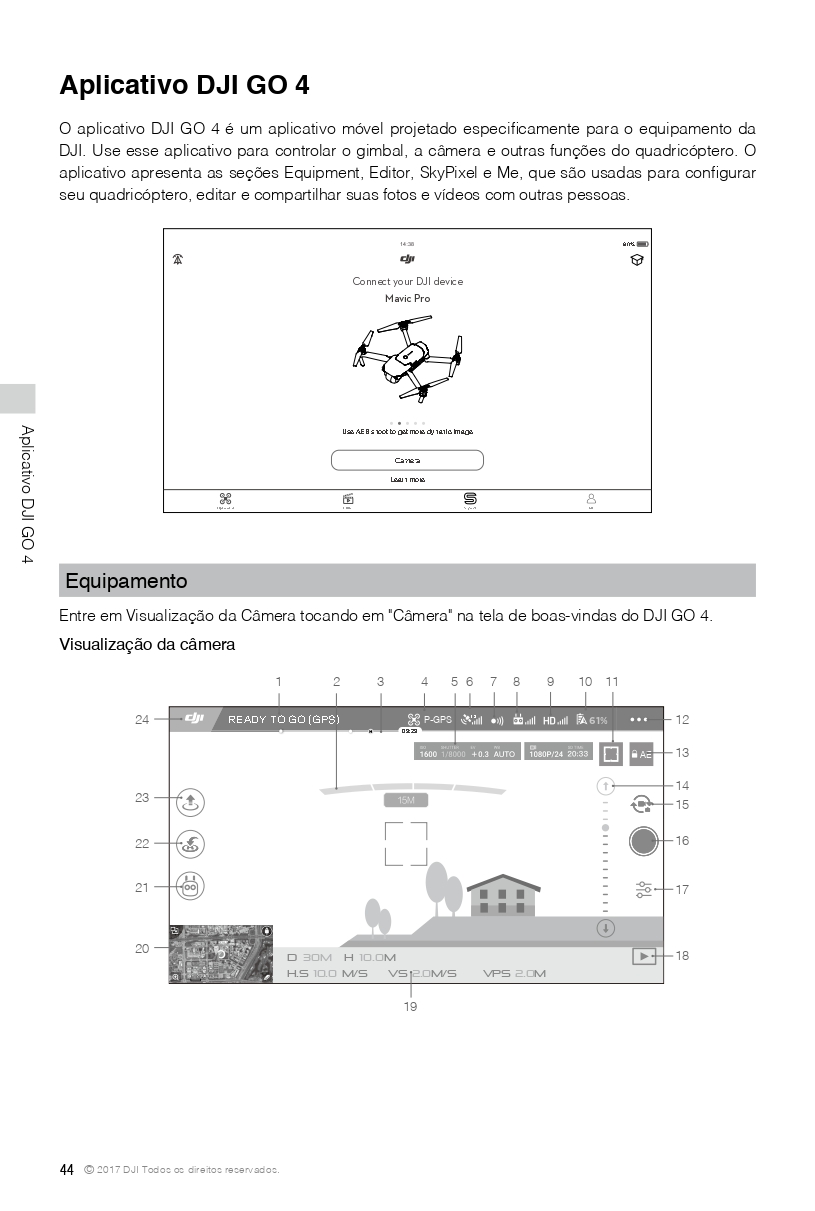 Aplicativo DJI GO 4
O aplicativo DJI GO 4 é um aplicativo móvel projetado especificamente para o equipamento da
DJI. Use esse aplicativo para controlar o gimbal, a câmera e outras funções do quadricóptero. O
aplicativo apresenta as seções Equipment, Editor, SkyPixel e Me, que são usadas para configurar
seu quadricóptero, editar e compartilhar suas fotos e vídeos com outras pessoas.
14:36
80%
dji
Connect your DJI device
Mavic Pro
Use AEB shoot to get more dynamic image
Camera
Learn more
Aplicativo DJI GO 4
Equipamento
Entre em Visualização da Câmera tocando em "Câmera" na tela de boas-vindas do DJI GO 4.
Visualização da câmera
1 2 3 4 5 6 7 8 9 10 11
24 dji READY TO GO (GPS) P-GPS HD 61% 12
03:23
1600 1/8000 +0.3 AUTO 1080P/24 20:33 AE 13
14
23 15M 15
22 16
21 17
20 D 30M H 10.0M 18
H.S 10.0 M/S VS 2.0M/S VPS 2.0M
19
44 © 2017 DJI Todos os direitos reservados.